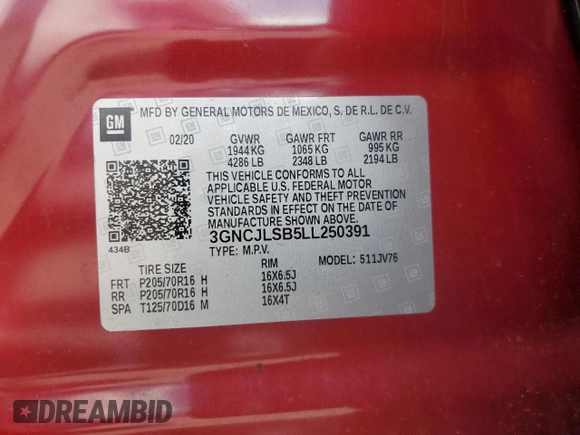 GM
MFD BY GENERAL MOTORS DE MEXICO, S. DE R.L. DE C.V.
02/20 GVWR GAWR FRT GAWR RR
1944 KG 1065 KG 995 KG
4286 LB 2348 LB 2194 LB
THIS VEHICLE CONFORMS TO ALL
APPLICABLE U.S. FEDERAL MOTOR
VEHICLE SAFETY AND THEFT PREVENTION
STANDARDS IN EFFECT ON THE DATE OF
MANUFACTURE SHOWN ABOVE.
434B 3GNCJLSB5LL250391
TYPE: M.P.V. MODEL: 511JV76
TIRE SIZE RIM
FRT P205/70R16 H 16X6.5J
RR P205/70R16 H 16X6.5J
SPA T125/70D16 M 16X4T
DREAMBID